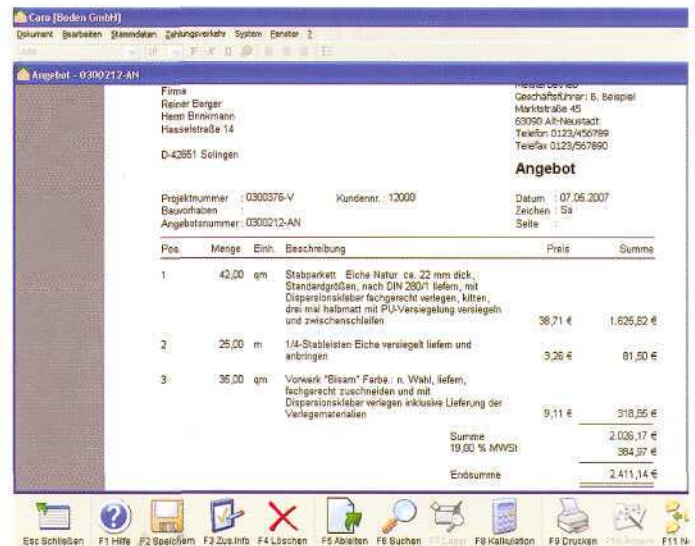 Caro [Boden GmbH]
Dokument Bearbeiten Stammdaten Zahlungsverkehr System Fenster ?
Angebot - 0300212-AN
Firma
Reiner Berger
Herrn Brinkmann
Hasselstraße 14
D-42651 Solingen
Meisterbetrieb
Geschäftsführer: B. Beispiel
Marktstraße 45
63090 Alt-Neustadt
Telefon 0123/456789
Telefax 0123/567890
Angebot
Projektnummer : 0300376-V Kundennr. : 12000 Datum : 07.05.2007
Bauvorhaben : Zeichen : Sa
Angebotsnummer : 0300212-AN Seite :
Pos. Menge Einh. Beschreibung Preis Summe
1 42,00 qm Stabparkett Eiche Natur ca. 22 mm dick,
Standardgrößen, nach DIN 280/1 liefern, mit
Dispersionskleber fachgerecht verlegen, kitten,
drei mal halbmatt mit PU-Versiegelung versiegeln
und zwischenschleifen 38,71 € 1.625,82 €
2 25,00 m 1/4-Stableisten Eiche versiegelt liefern und
anbringen 3,26 € 81,50 €
3 35,00 qm Vorwerk "Bisam" Farbe.: n. Wahl, liefern,
fachgerecht zuschneiden und mit
Dispersionskleber verlegen inklusive Lieferung der
Verlegematerialien 9,11 € 318,85 €
Summe 2.026,17 €
19,00 % MWSt 384,97 €
Endsumme 2.411,14 €
Esc Schließen F1 Hilfe F2 Speichern F3 Zus.Info F4 Löschen F5 Ableiten F6 Suchen F7 Lager F8 Kalkulation F9 Drucken F11